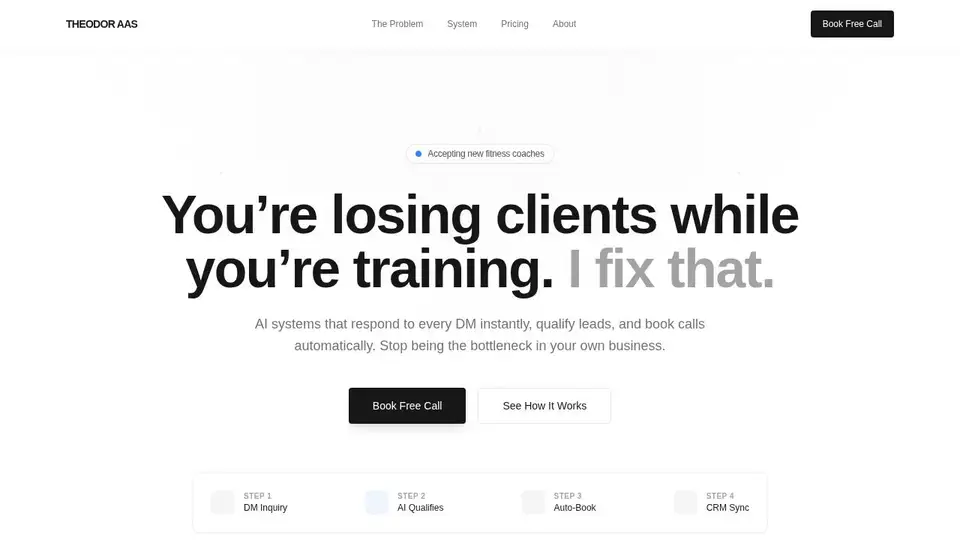 THEODOR AAS
The Problem
System
Pricing
About
Book Free Call
Accepting new fitness coaches
You’re losing clients while
you’re training. I fix that.
AI systems that respond to every DM instantly, qualify leads, and book calls
automatically. Stop being the bottleneck in your own business.
Book Free Call
See How It Works
STEP 1
DM Inquiry
STEP 2
AI Qualifies
STEP 3
Auto-Book
STEP 4
CRM Sync